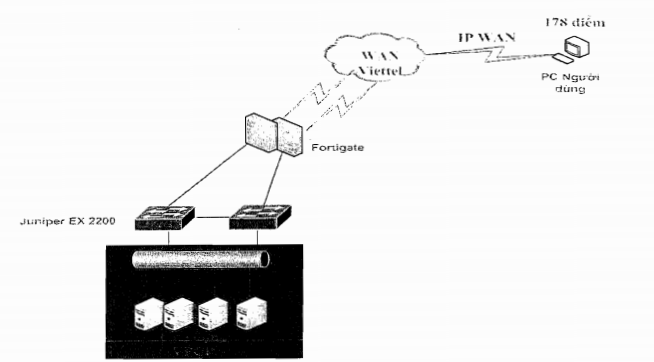 178 điểm
IP WAN
WAN
Viettel
PC Người
dùng
Fortigate
Juniper EX 2200